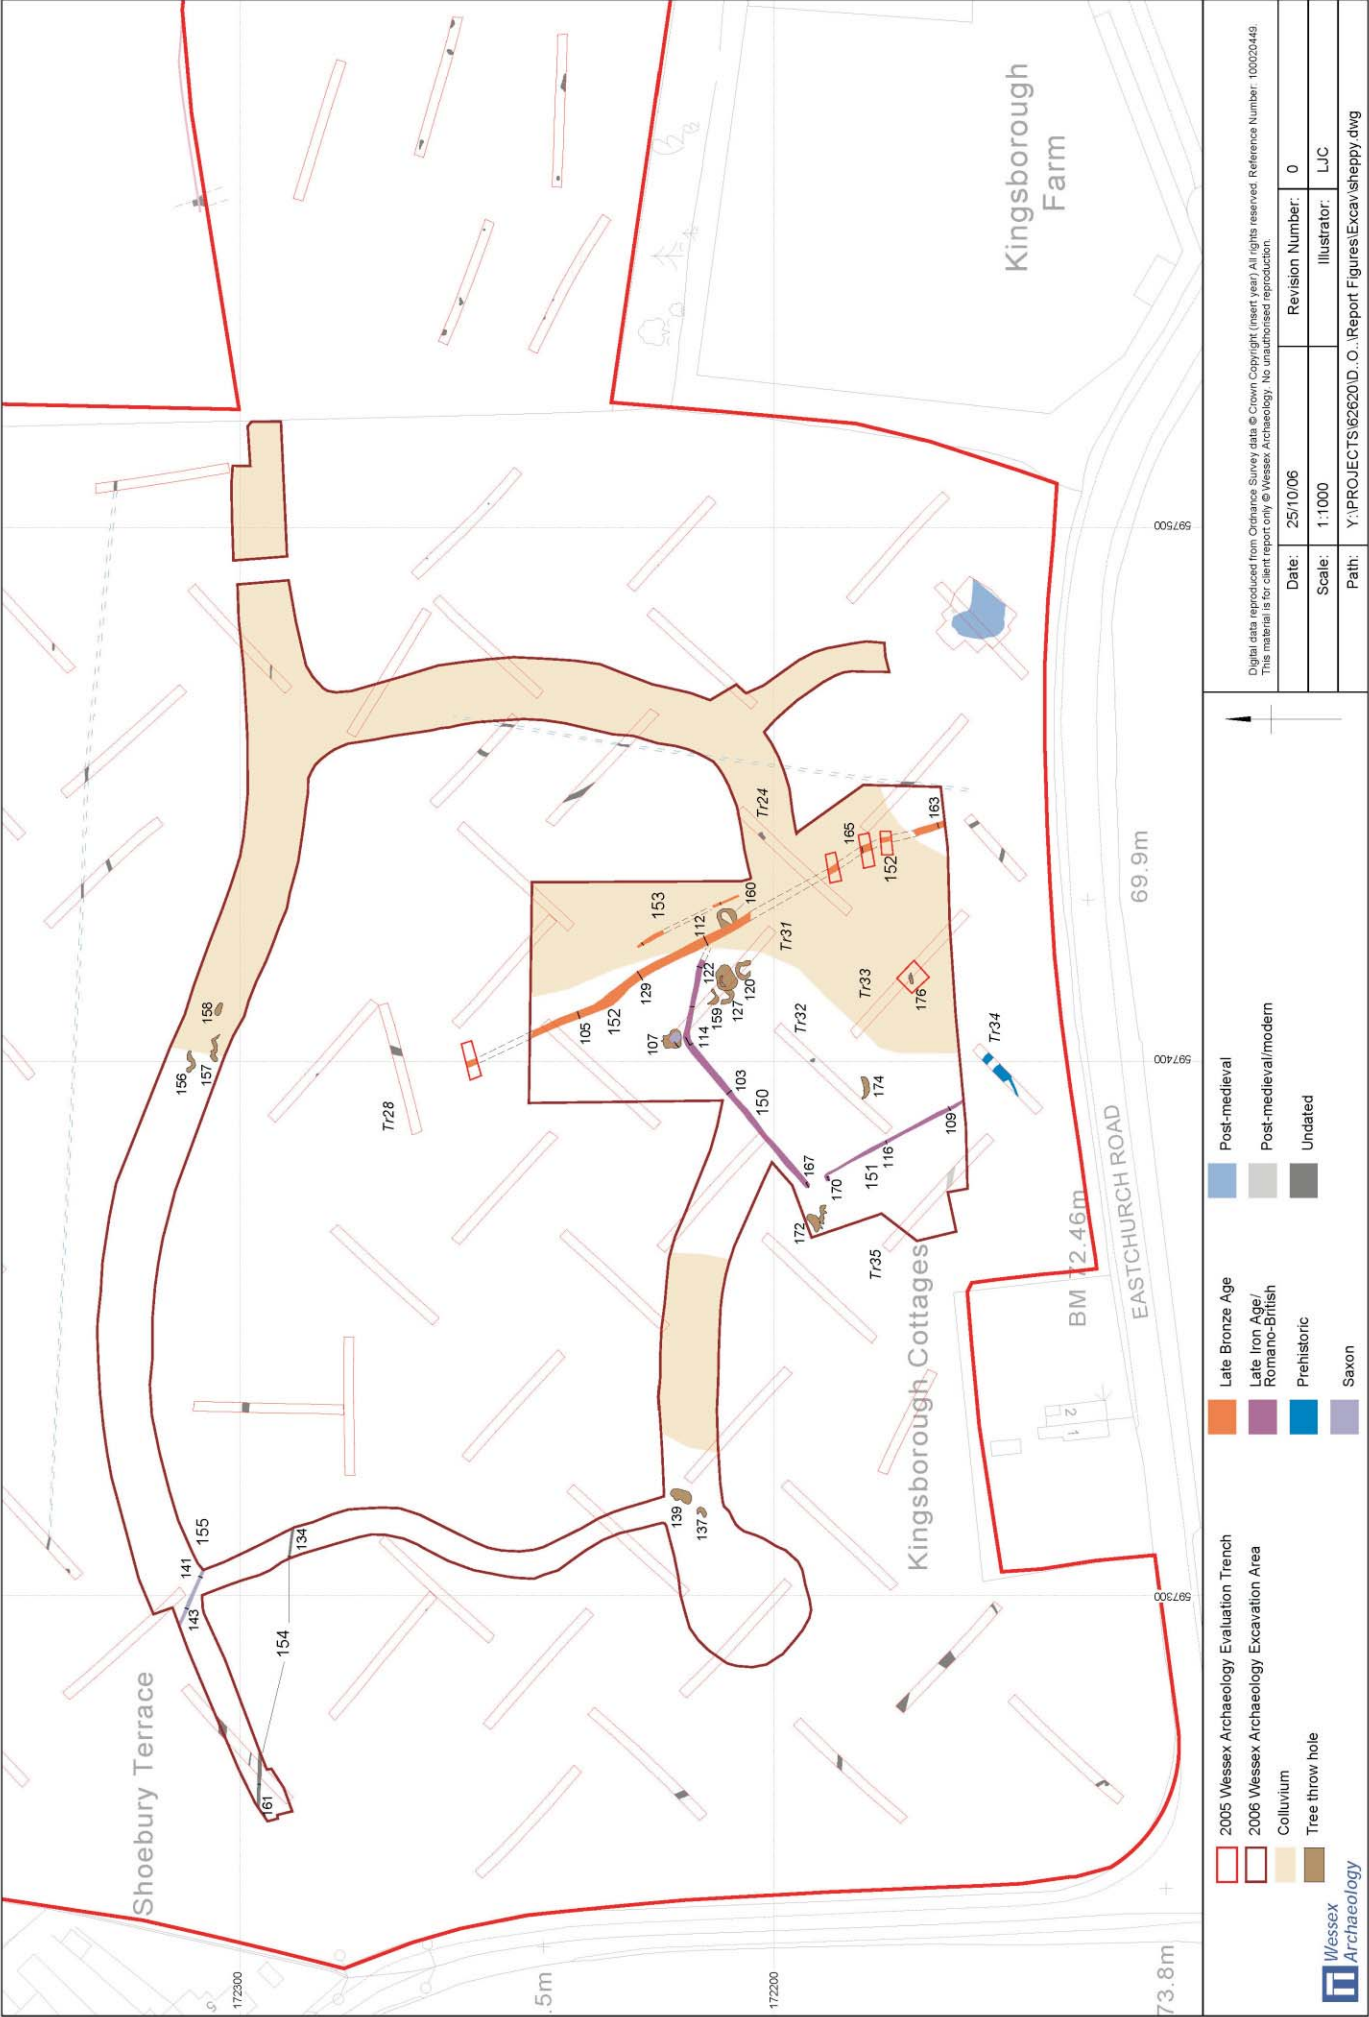 Shoebury Terrace
Kingsborough
Farm
Kingsborough Cottages
EASTCHURCH ROAD
BM 72.46m
69.9m
73.8m
.5m
5
2
1
172300
172200
597300
597400
597500
161
154
143
141
155
134
156
157
158
139
137
Tr28
105
152
129
153
112
160
107
114
122
159
127
120
Tr24
Tr31
103
150
167
170
172
151
116
109
174
Tr32
Tr33
176
Tr34
Tr35
165
152
163
2005 Wessex Archaeology Evaluation Trench
2006 Wessex Archaeology Excavation Area
Colluvium
Tree throw hole
Late Bronze Age
Late Iron Age/
Romano-British
Prehistoric
Saxon
Post-medieval
Post-medieval/modern
Undated
Wessex
Archaeology
Digital data reproduced from Ordnance Survey data © Crown Copyright (insert year) All rights reserved. Reference Number: 100020449.
This material is for client report only © Wessex Archaeology. No unauthorised reproduction.
Date: 25/10/06 Revision Number: 0
Scale: 1:1000 Illustrator: LJC
Path: Y:\PROJECTS\62620\D..O..\Report Figures\Excav\sheppy.dwg